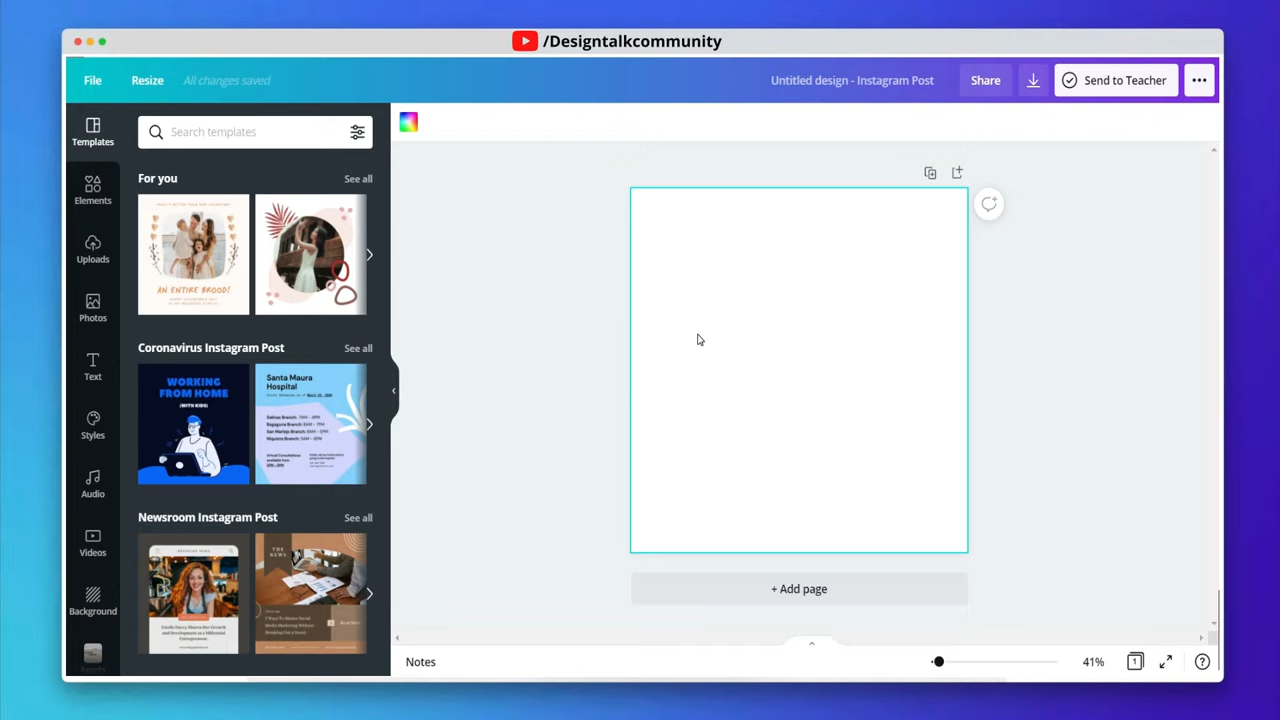 /Designtalkcommunity
File
Resize
All changes saved
Untitled design - Instagram Post
Share
Send to Teacher
Templates
Search templates
Elements
Uploads
Photos
Text
Styles
Audio
Videos
Background
For you
See all
AN ENTIRE BROOD!
Coronavirus Instagram Post
See all
WORKING
FROM HOME
(WITH KIDS)
Santa Maura
Hospital
Newsroom Instagram Post
See all
THE
NEWS
+ Add page
Notes
41%
1